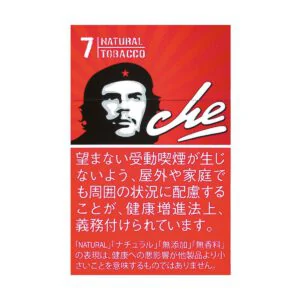 7 NATURAL
TOBACCO
che
望まない受動喫煙が生じ
ないよう、屋外や家庭で
も周囲の状況に配慮する
ことが、健康増進法上、
義務付けられています。
「NATURAL」「ナチュラル」「無添加」「無香料」
の表現は、健康への悪影響が他製品より小
さいことを意味するものではありません。